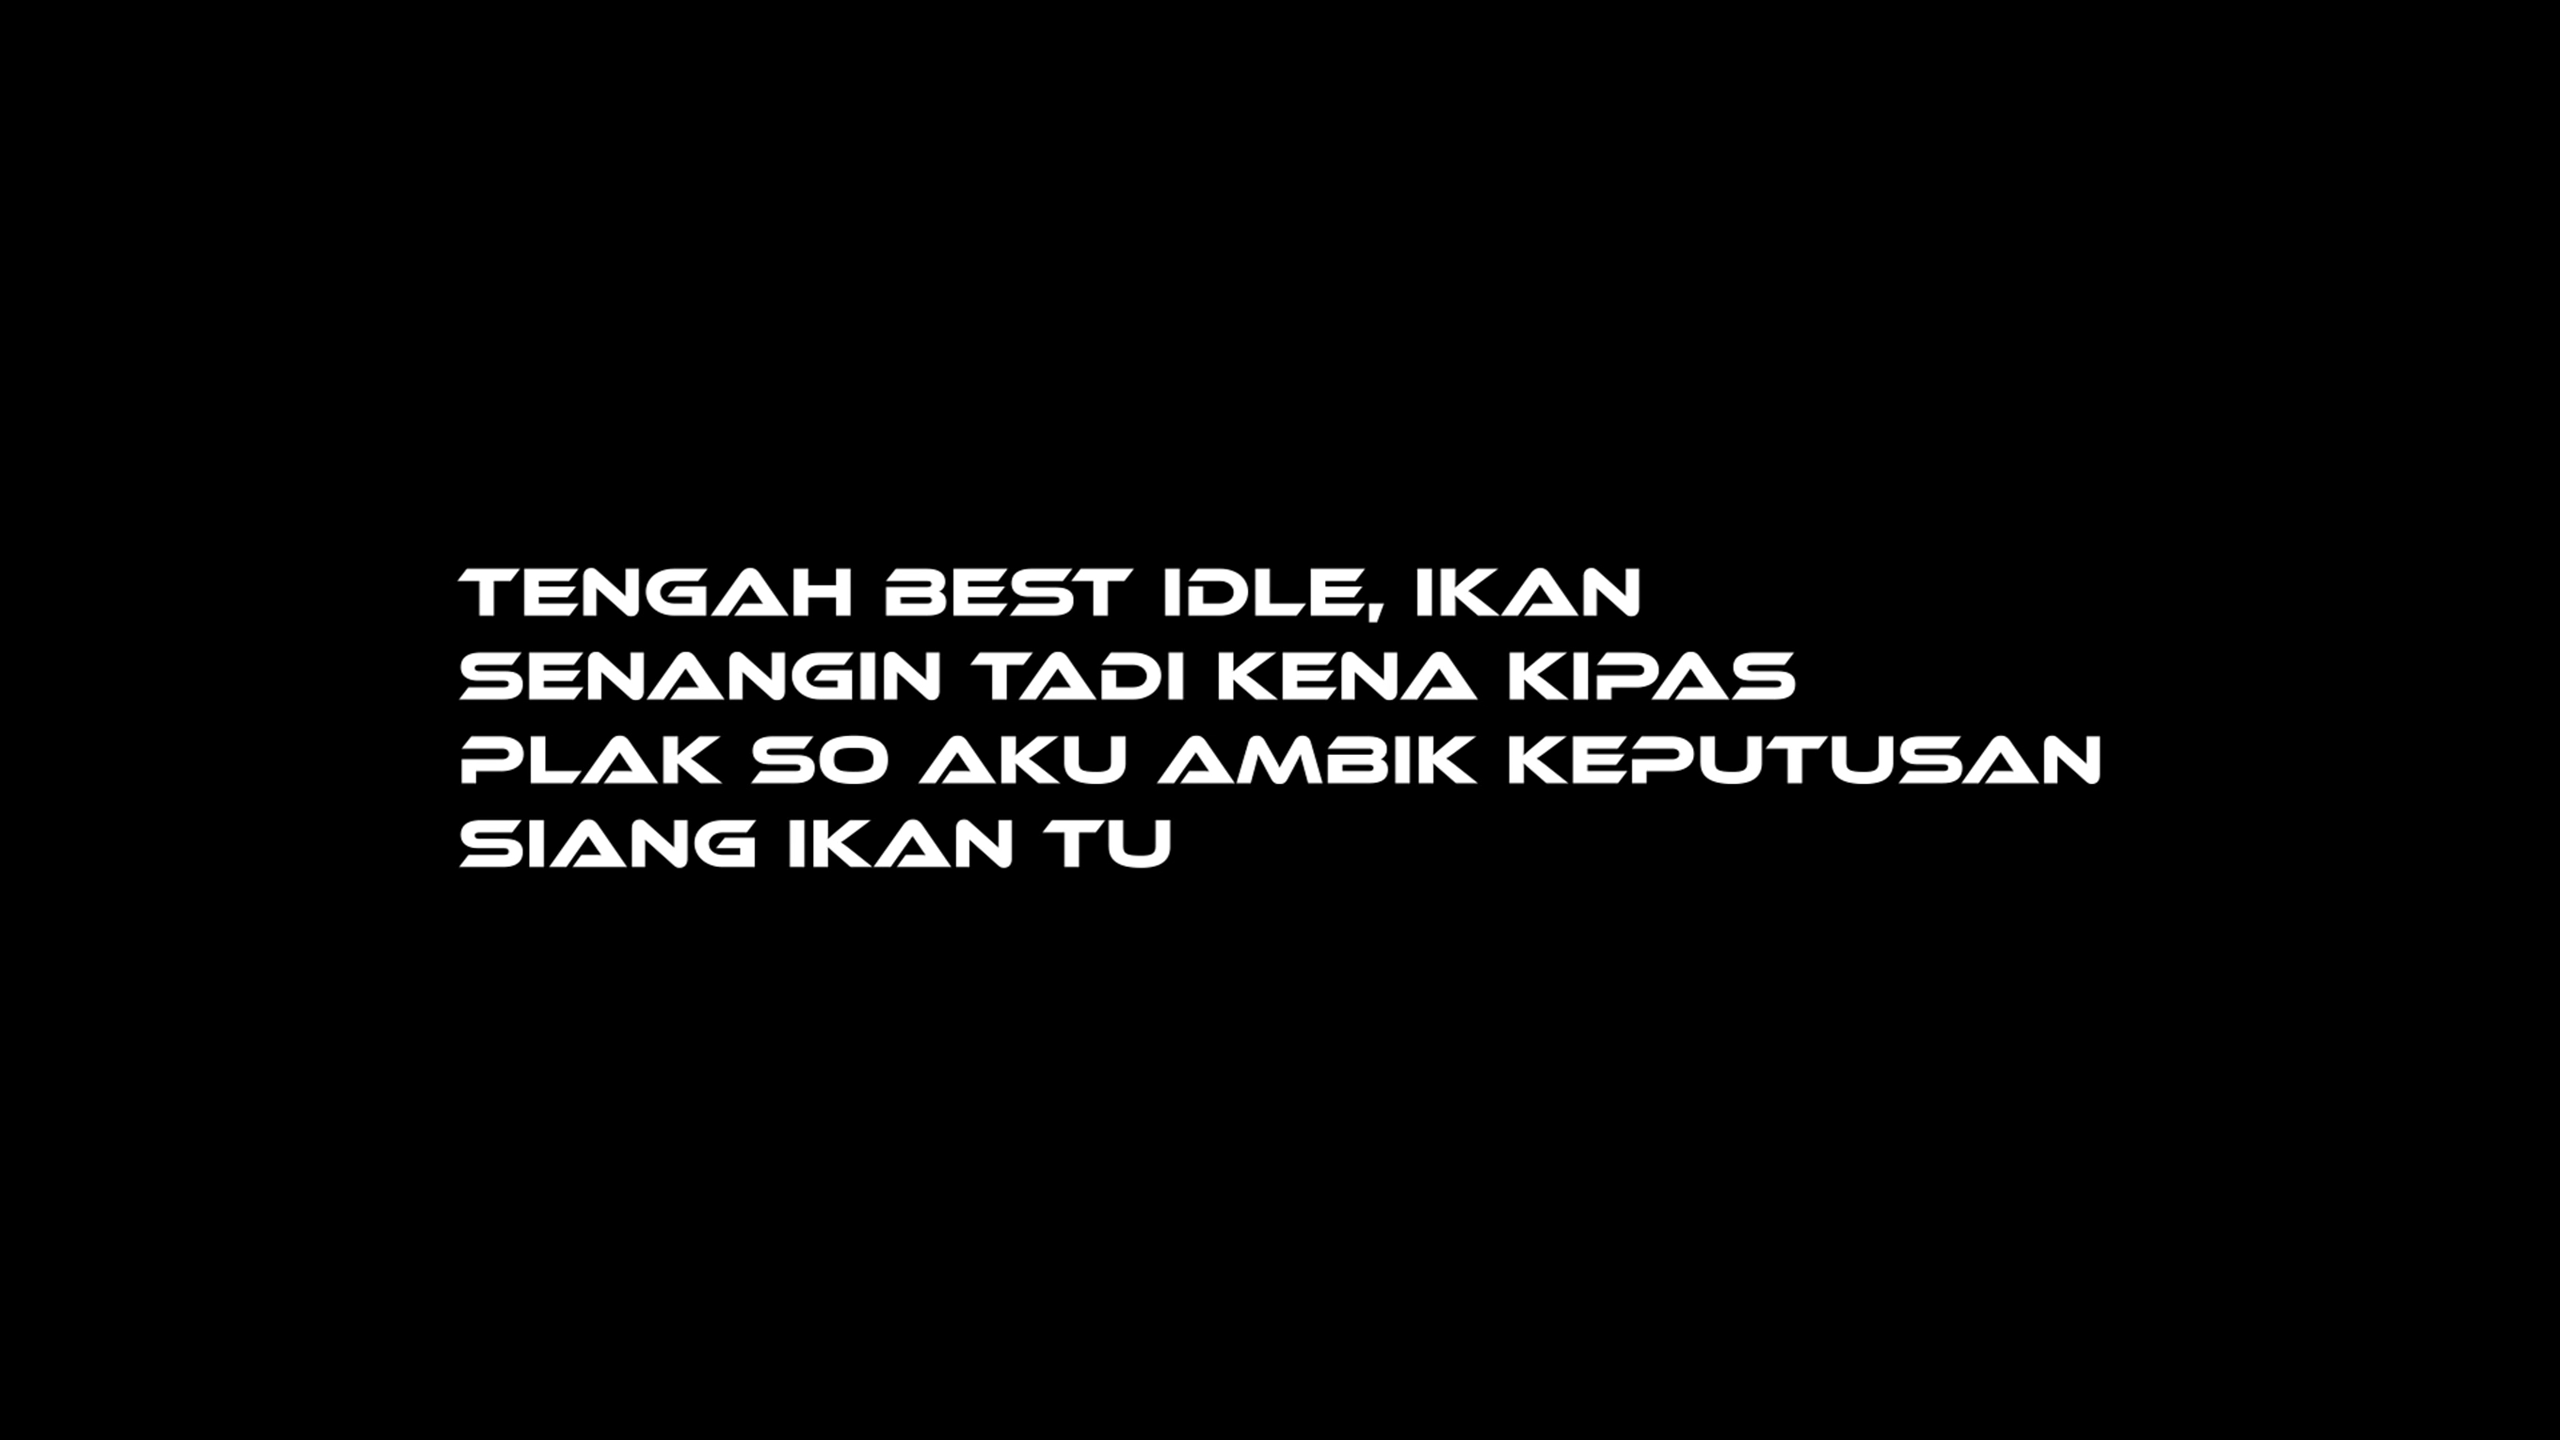 TENGAH BEST IDLE, IKAN
SENANGIN TADI KENA KIPAS
PLAK SO AKU AMBIK KEPUTUSAN
SIANG IKAN TU